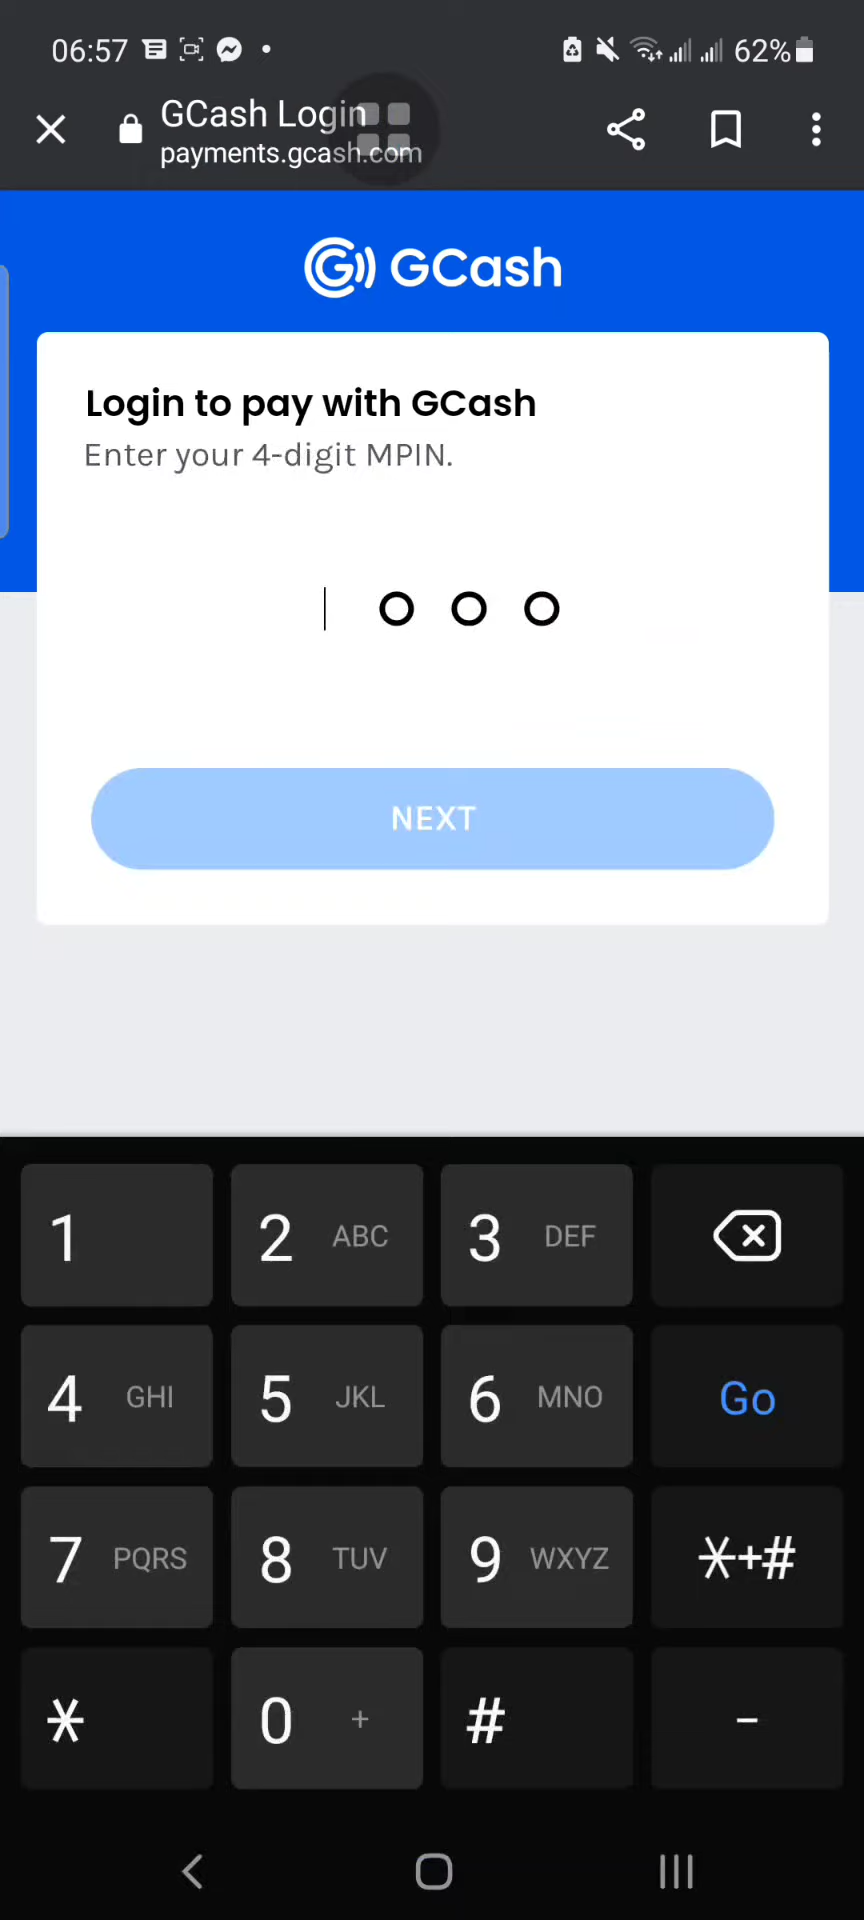 06:57 62%
GCash Login
payments.gcash.com
GCash
Login to pay with GCash
Enter your 4-digit MPIN.
NEXT
1 2 ABC 3 DEF
4 GHI 5 JKL 6 MNO Go
7 PQRS 8 TUV 9 WXYZ *+#
* 0 + # -